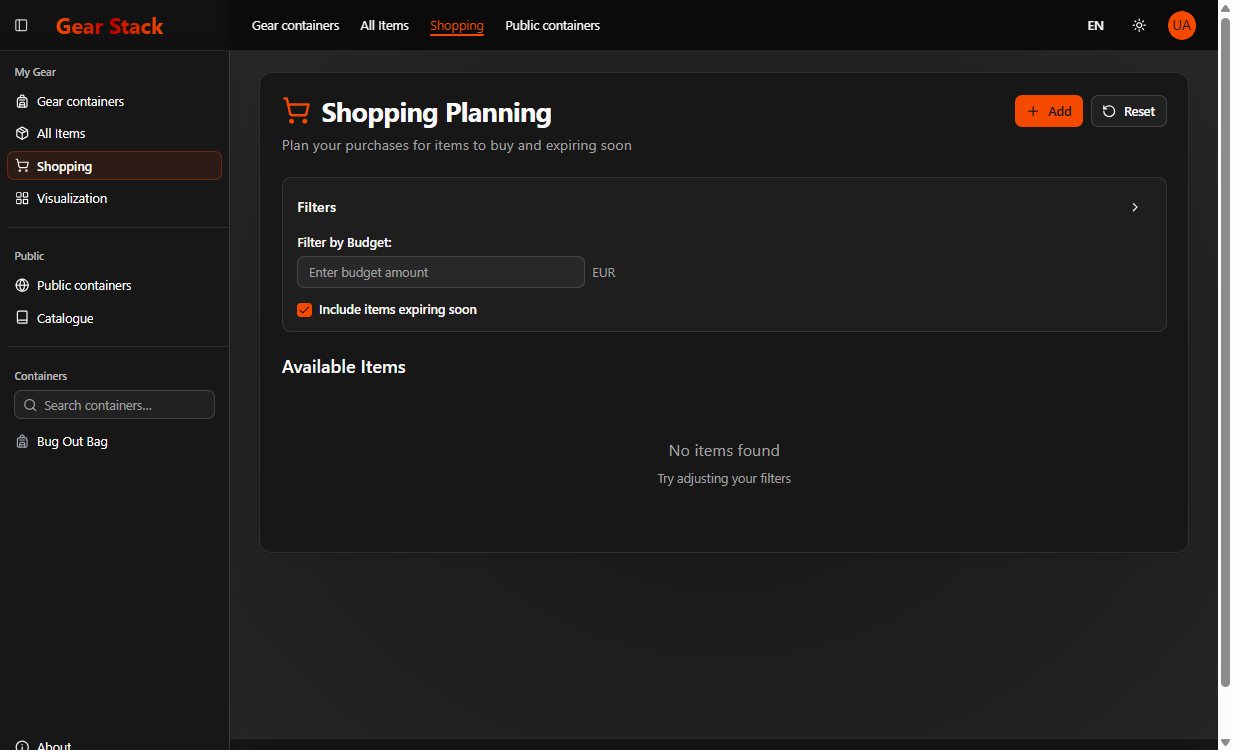 Gear Stack
Gear containers
All Items
Shopping
Public containers
EN
UA
My Gear
Gear containers
All Items
Shopping
Visualization
Public
Public containers
Catalogue
Containers
Search containers...
Bug Out Bag
About
Shopping Planning
Plan your purchases for items to buy and expiring soon
Add
Reset
Filters
Filter by Budget:
Enter budget amount
EUR
Include items expiring soon
Available Items
No items found
Try adjusting your filters